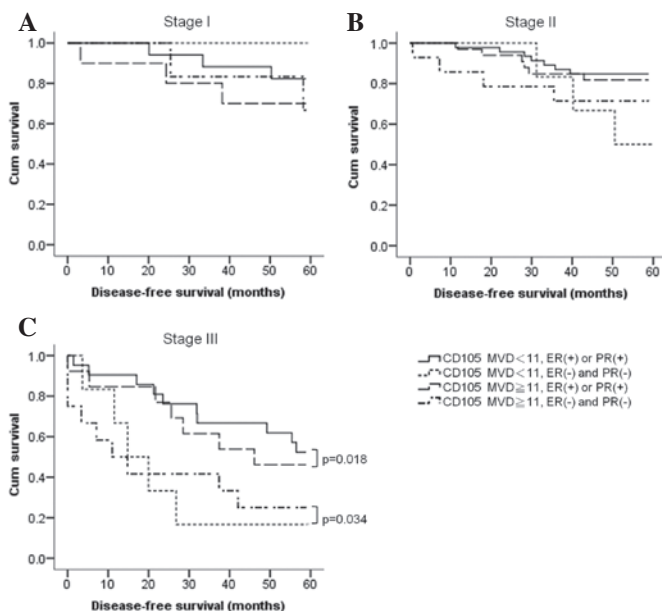 A
Stage I
Cum survival
1.0
0.8
0.6
0.4
0.2
0.0
0 10 20 30 40 50 60
Disease-free survival (months)
B
Stage II
Cum survival
1.0
0.8
0.6
0.4
0.2
0.0
0 10 20 30 40 50 60
Disease-free survival (months)
C
Stage III
Cum survival
1.0
0.8
0.6
0.4
0.2
0.0
0 10 20 30 40 50 60
Disease-free survival (months)
p=0.018
p=0.034
CD105 MVD<11, ER(+) or PR(+)
CD105 MVD<11, ER(-) and PR(-)
CD105 MVD≧11, ER(+) or PR(+)
CD105 MVD≧11, ER(-) and PR(-)